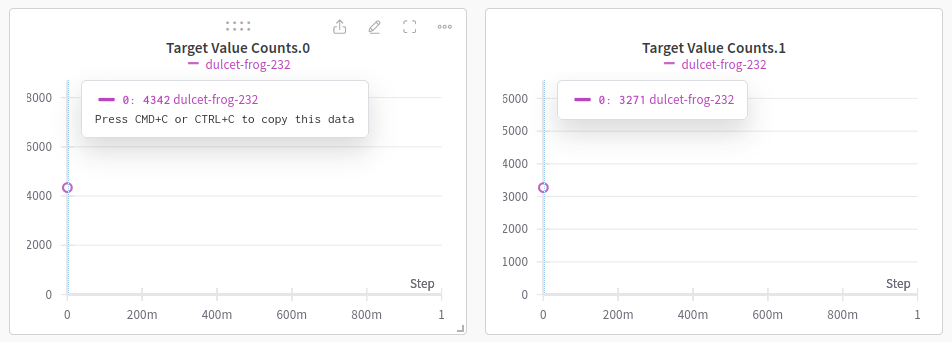 Target Value Counts.0
dulcet-frog-232
8000
6000
4000
2000
0
0: 4342 dulcet-frog-232
Press CMD+C or CTRL+C to copy this data
Step
0 200m 400m 600m 800m 1
Target Value Counts.1
dulcet-frog-232
6000
5000
4000
3000
2000
1000
0
0: 3271 dulcet-frog-232
Step
0 200m 400m 600m 800m 1